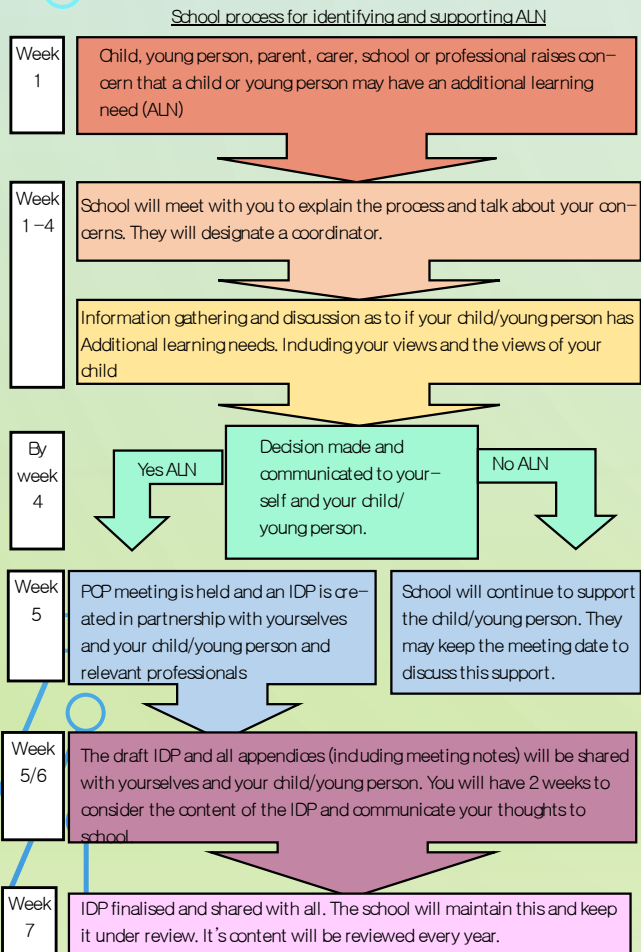 School process for identifying and supporting ALN
Week
1
Child, young person, parent, carer, school or professional raises con-
cern that a child or young person may have an additional learning
need (ALN)
Week
1-4
School will meet with you to explain the process and talk about your con-
cerns. They will designate a coordinator.
Information gathering and discussion as to if your child/young person has
Additional learning needs. Including your views and the views of your
child
By
week
4
Yes ALN
Decision made and
communicated to your-
self and your child/
young person.
No ALN
Week
5
PCP meeting is held and an IDP is cre-
ated in partnership with yourselves
and your child/young person and
relevant professionals
School will continue to support
the child/young person. They
may keep the meeting date to
discuss this support.
Week
5/6
The draft IDP and all appendices (including meeting notes) will be shared
with yourselves and your child/young person. You will have 2 weeks to
consider the content of the IDP and communicate your thoughts to
school.
Week
7
IDP finalised and shared with all. The school will maintain this and keep
it under review. It's content will be reviewed every year.